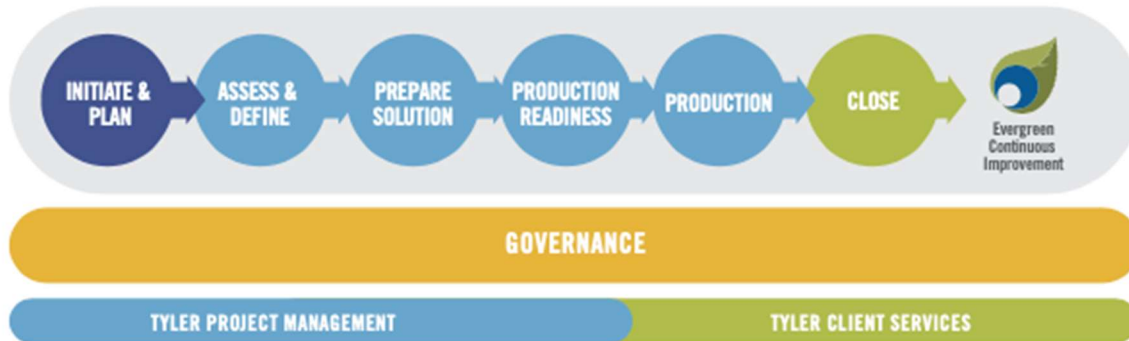 INITIATE &
PLAN
ASSESS &
DEFINE
PREPARE
SOLUTION
PRODUCTION
READINESS
PRODUCTION
CLOSE
Evergreen
Continuous
Improvement
GOVERNANCE
TYLER PROJECT MANAGEMENT
TYLER CLIENT SERVICES